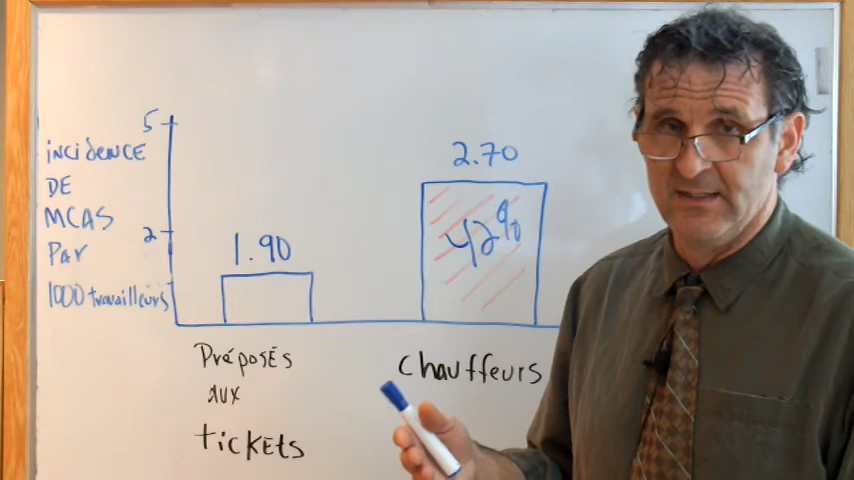 5
incidence
DE
MCAS
Par
1000 travailleurs
2
1.90
2.70
42%
Préposés
aux
tickets
chauffeurs